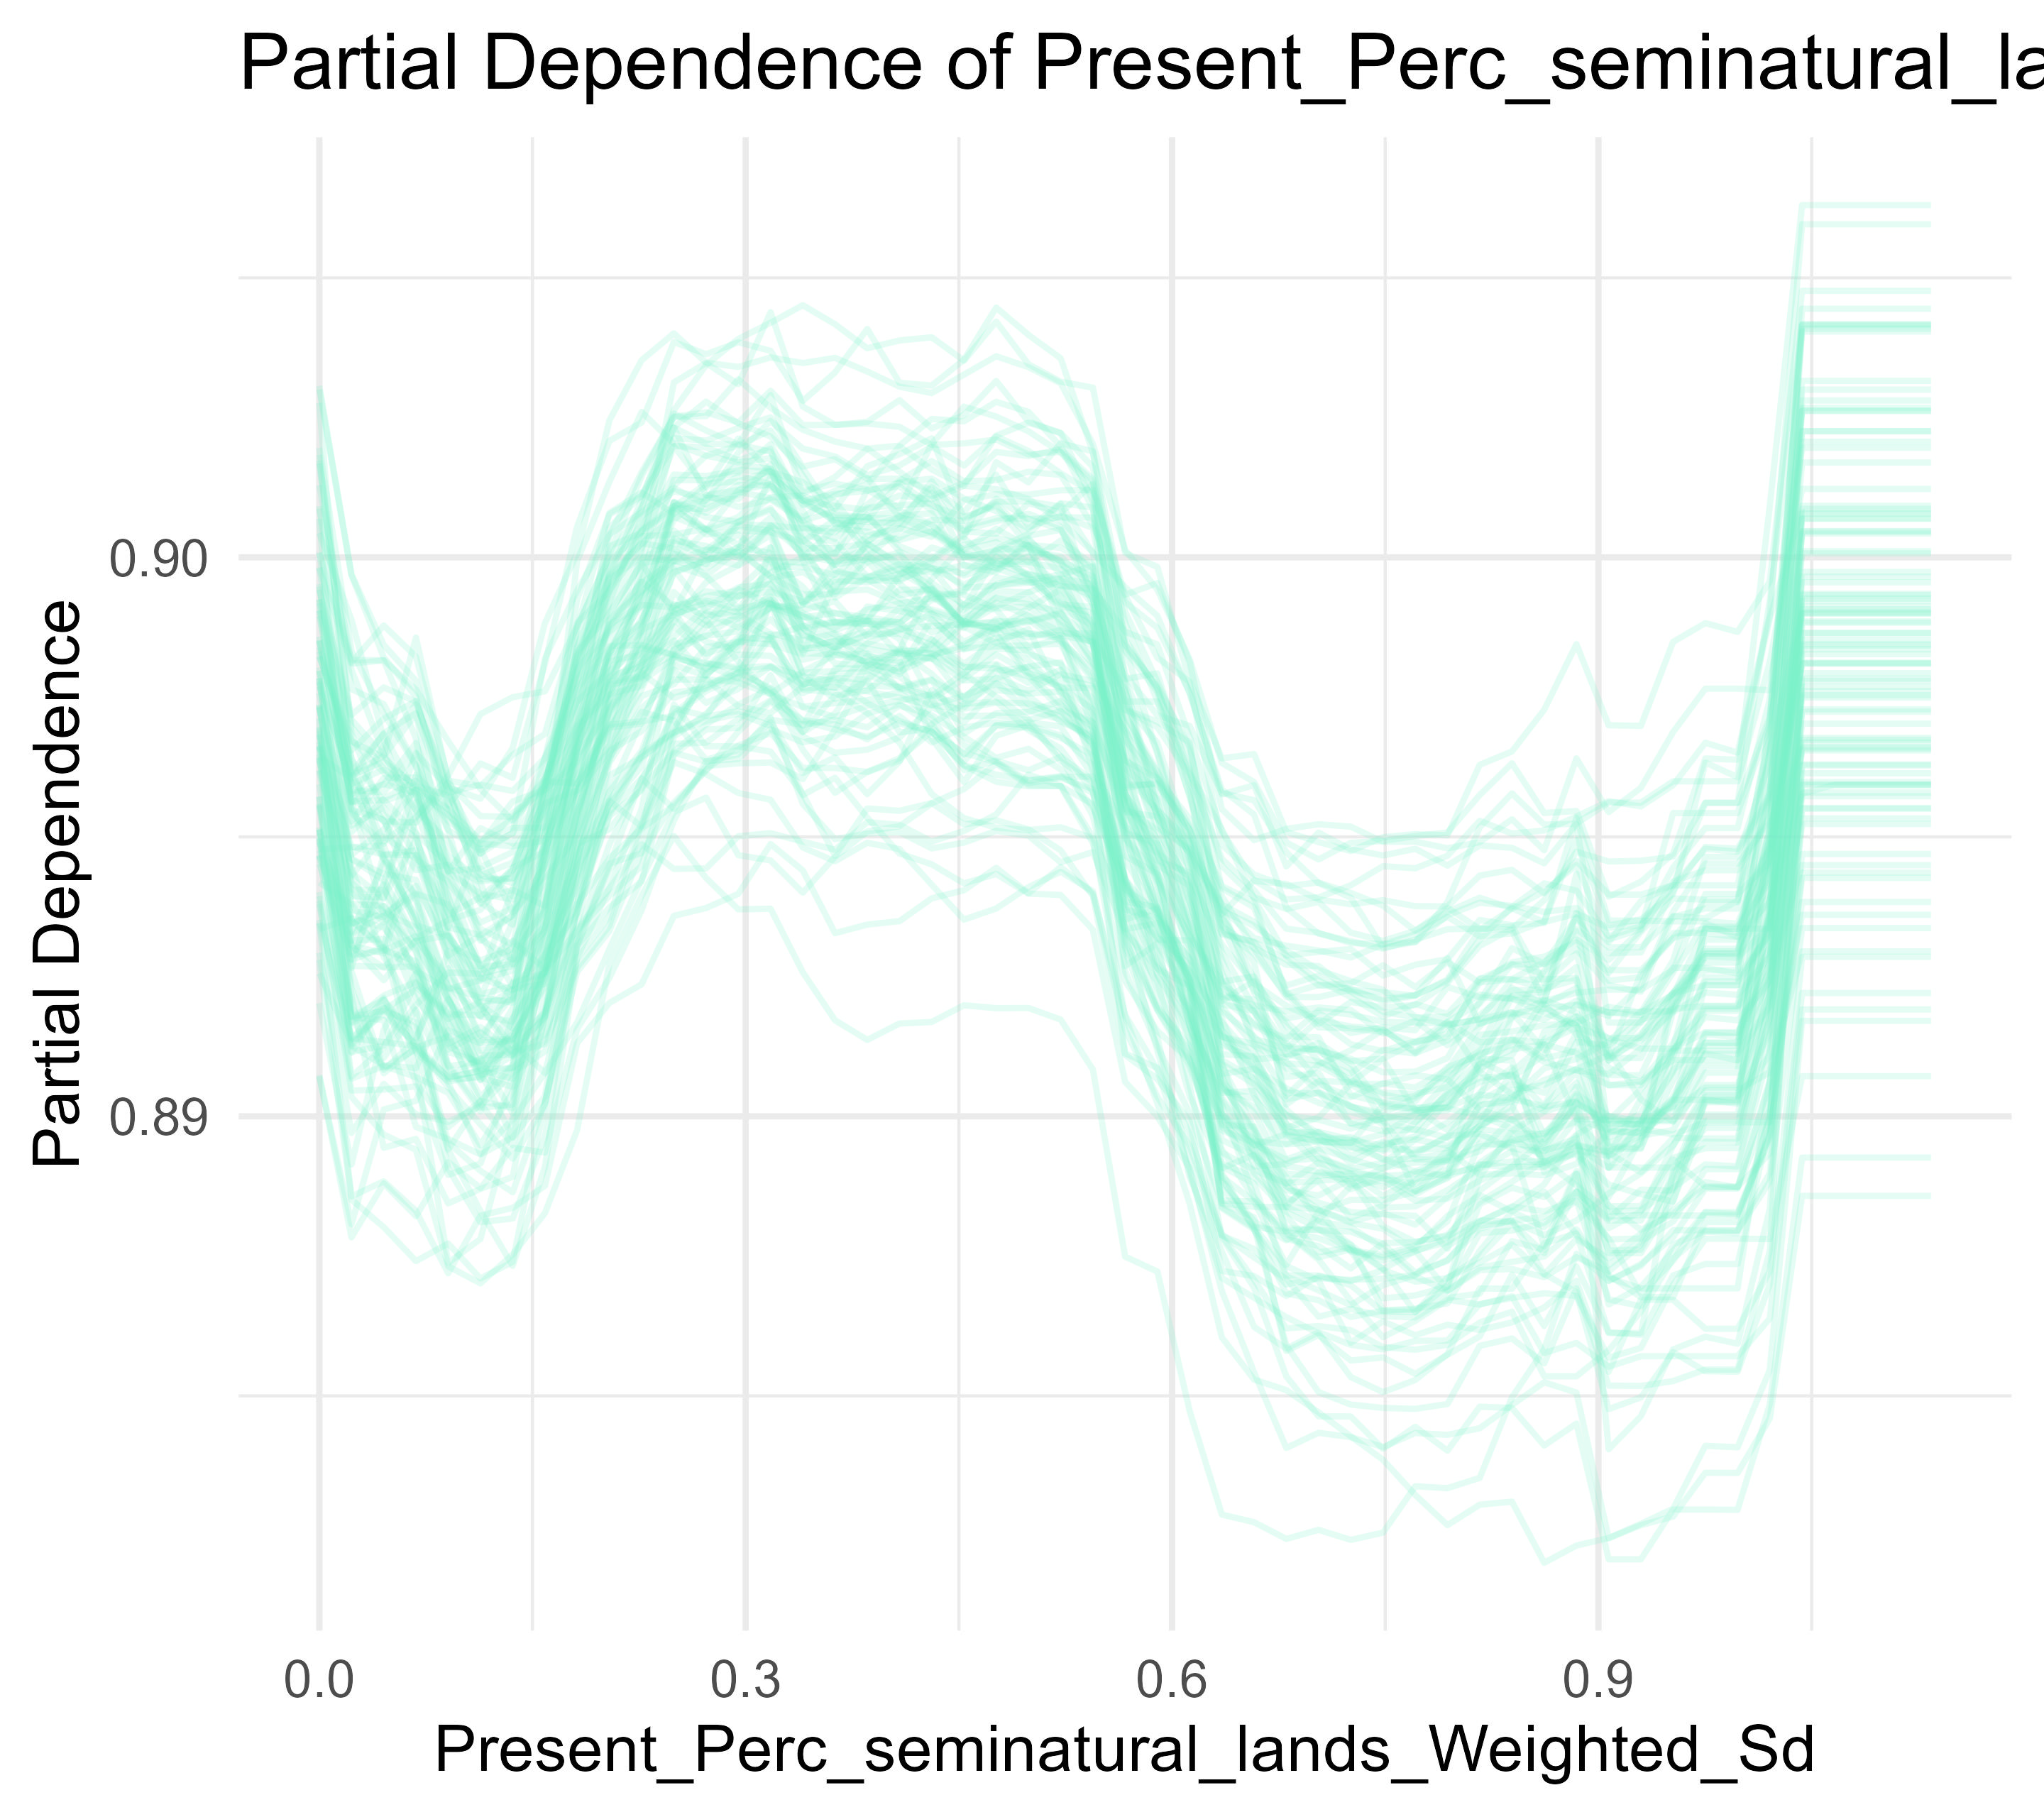 Partial Dependence of Present_Perc_seminatural_la
Partial Dependence
0.90
0.89
0.0 0.3 0.6 0.9
Present_Perc_seminatural_lands_Weighted_Sd